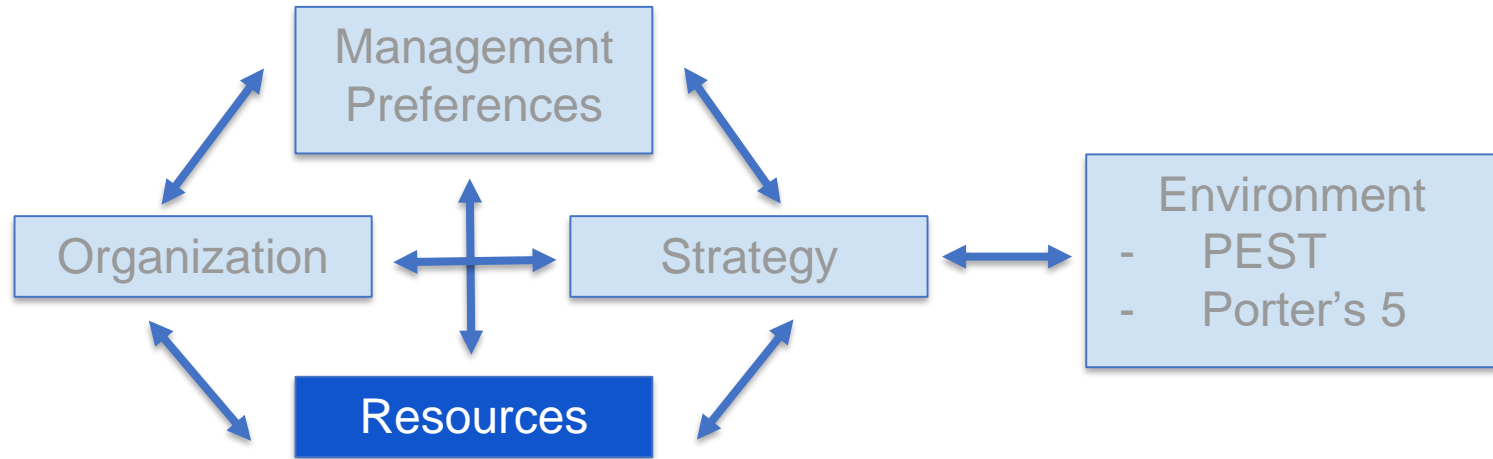 Management
Preferences
Organization
Strategy
Environment
- PEST
- Porter’s 5
Resources